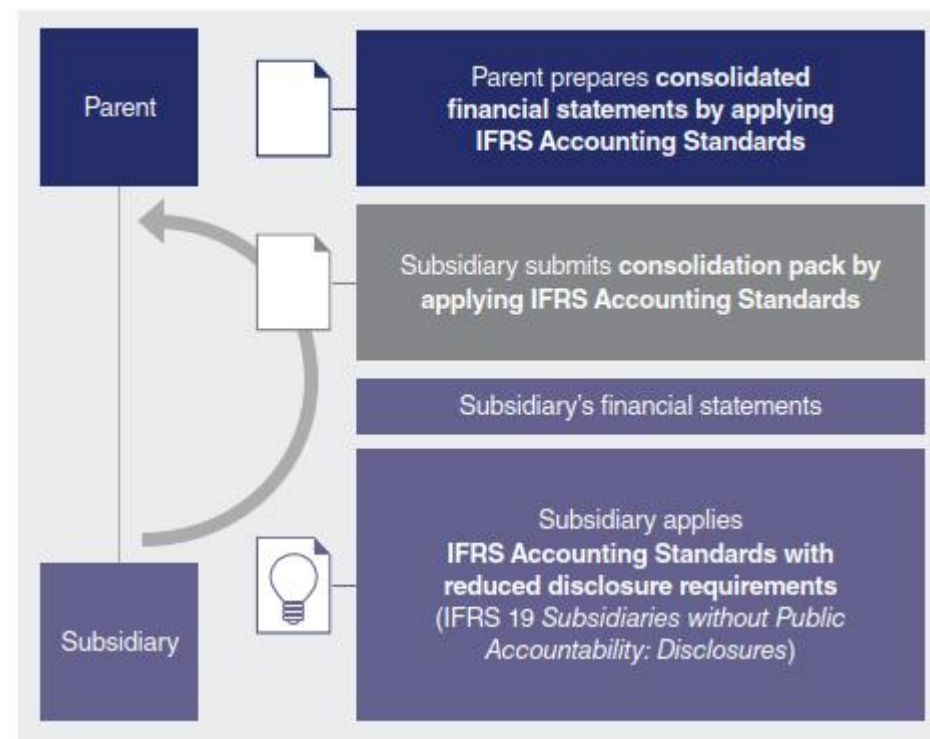 Parent
Parent prepares consolidated
financial statements by applying
IFRS Accounting Standards
Subsidiary submits consolidation pack by
applying IFRS Accounting Standards
Subsidiary’s financial statements
Subsidiary
Subsidiary applies
IFRS Accounting Standards with
reduced disclosure requirements
(IFRS 19 Subsidiaries without Public
Accountability: Disclosures)